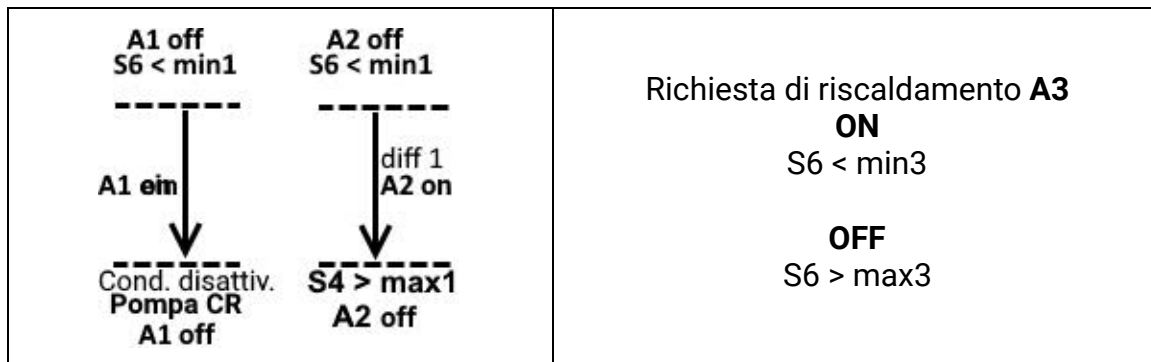 A1 off
S6 < min1
A2 off
S6 < min1
diff 1
A2 on
A1
Cond. disattiv.
Pompa CR
A1 off
S4 > max1
A2 off
Richiesta di riscaldamento A3
ON
S6 < min3
OFF
S6 > max3